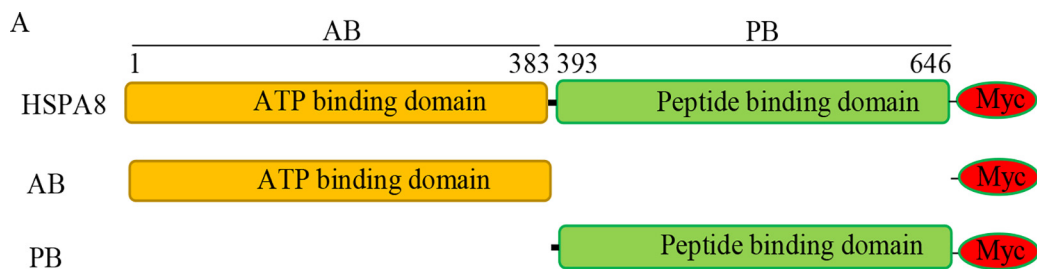 A
AB PB
1 383 393 646
HSPA8 ATP binding domain Peptide binding domain Myc
AB ATP binding domain Myc
PB Peptide binding domain Myc